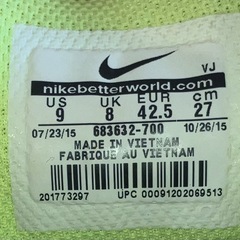 VJ
nikebetterworld.com
US UK EUR cm
9 8 42.5 27
07/23/15 683632-700 10/26/15
MADE IN VIETNAM
FABRIQUE AU VIETNAM
201773297 UPC 00091202069513